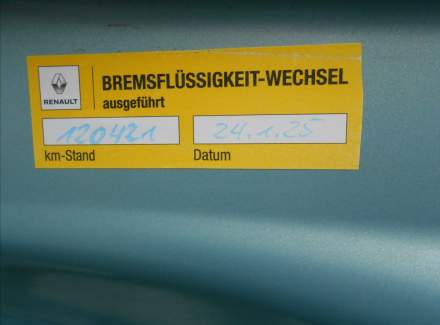 RENAULT
BREMSFLÜSSIGKEIT-WECHSEL
ausgeführt
120421 24.1.25
km-Stand Datum